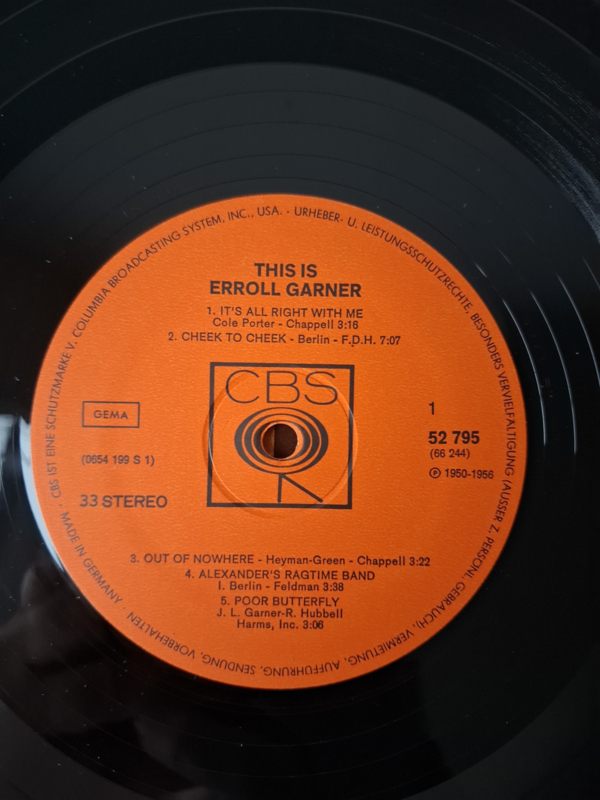 CBS IST EINE SCHUTZMARKE V. COLUMBIA BROADCASTING SYSTEM, INC., USA. · URHEBER- U. LEISTUNGSSCHUTZRECHTE, BESONDERS VERVIELFÄLTIGUNG (AUSSER Z. PERSÖNL. GEBRAUCH), VERMIETUNG, AUFFÜHRUNG, SENDUNG, VORBEHALTEN · MADE IN GERMANY ·
THIS IS
ERROLL GARNER
1. IT'S ALL RIGHT WITH ME
Cole Porter - Chappell 3:16
2. CHEEK TO CHEEK - Berlin - F.D.H. 7:07
CBS
GEMA
(0654 199 S 1)
33 STEREO
1
52 795
(66 244)
℗ 1950-1956
3. OUT OF NOWHERE - Heyman-Green - Chappell 3:22
4. ALEXANDER'S RAGTIME BAND
I. Berlin - Feldman 3:38
5. POOR BUTTERFLY
J. L. Garner-R. Hubbell
Harms, Inc. 3:06